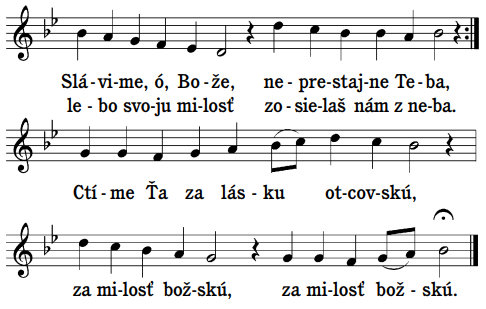 Slá-vi-me, ó, Bo-že, ne-pre-staj-ne Te-ba,
le-bo svo-ju mi-losť zo-sie-laš nám z ne-ba.
Ctí-me Ťa za lás-ku ot-cov-skú,
za mi-losť bož-skú, za mi-losť bož-skú.